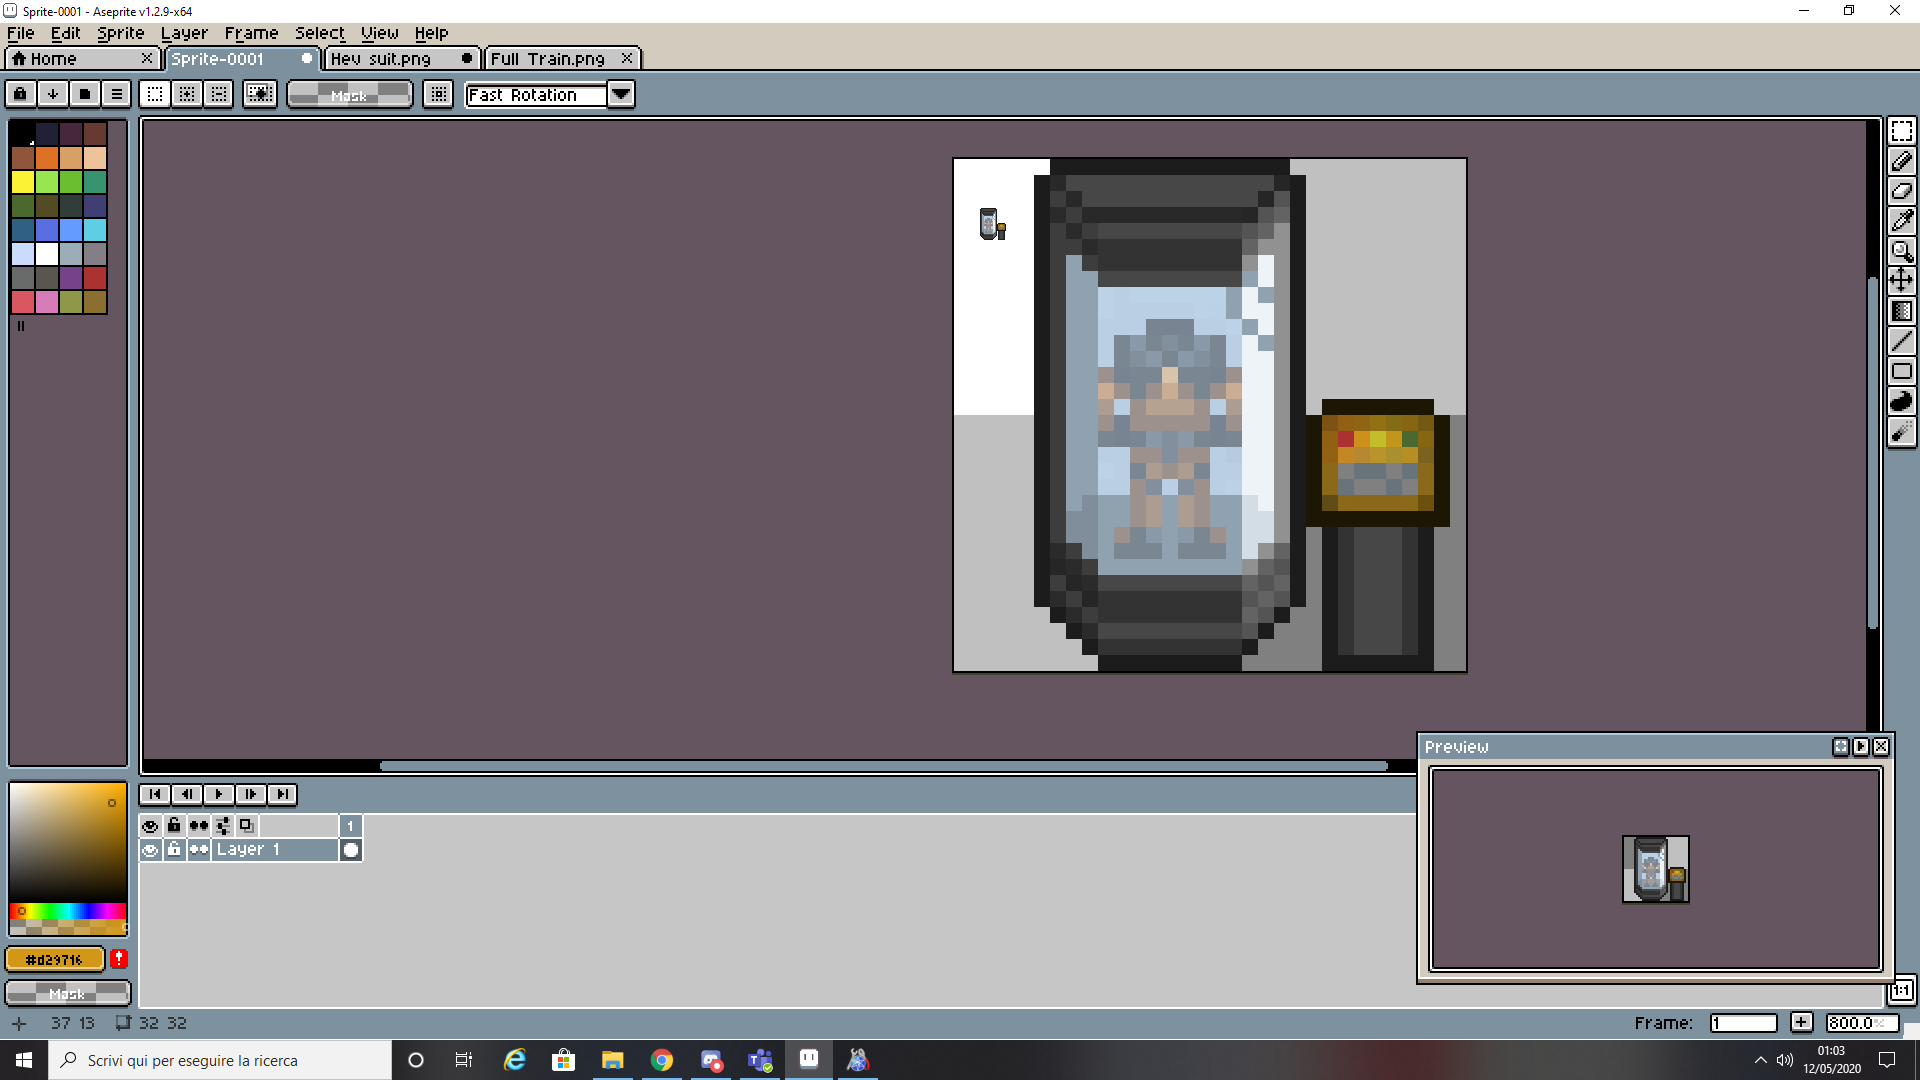 Sprite-0001 - Aseprite v1.2.9-x64
File Edit Sprite Layer Frame Select View Help
Home Sprite-0001 Hev suit.png Full Train.png
Mask Fast Rotation
Preview
1
Layer 1
#d29716
Mask
1:1
37 13 32 32
Frame: 1 800.0%
Scrivi qui per eseguire la ricerca
01:03
12/05/2020